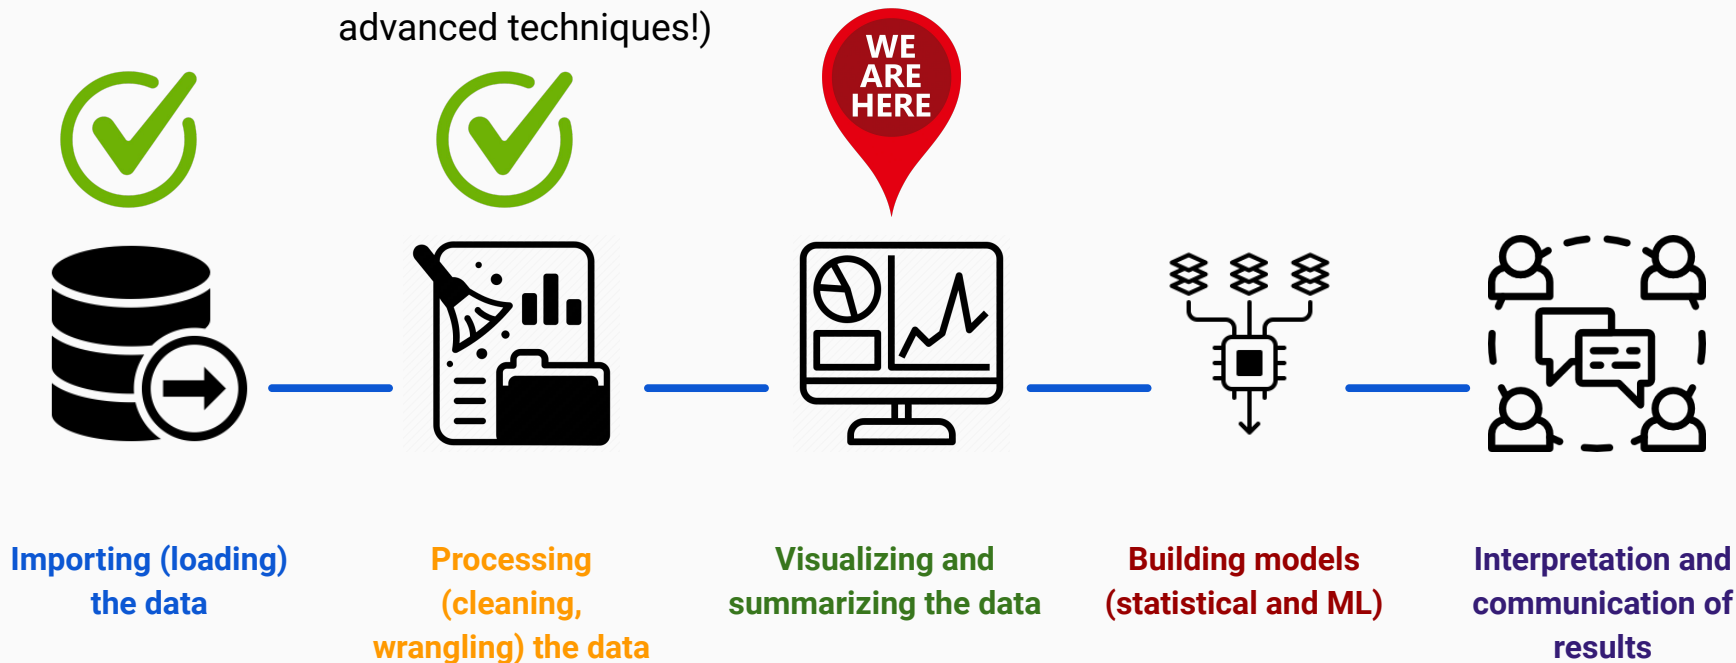 advanced techniques!)
WE
ARE
HERE
Importing (loading)
the data
Processing
(cleaning,
wrangling) the data
Visualizing and
summarizing the data
Building models
(statistical and ML)
Interpretation and
communication of
results